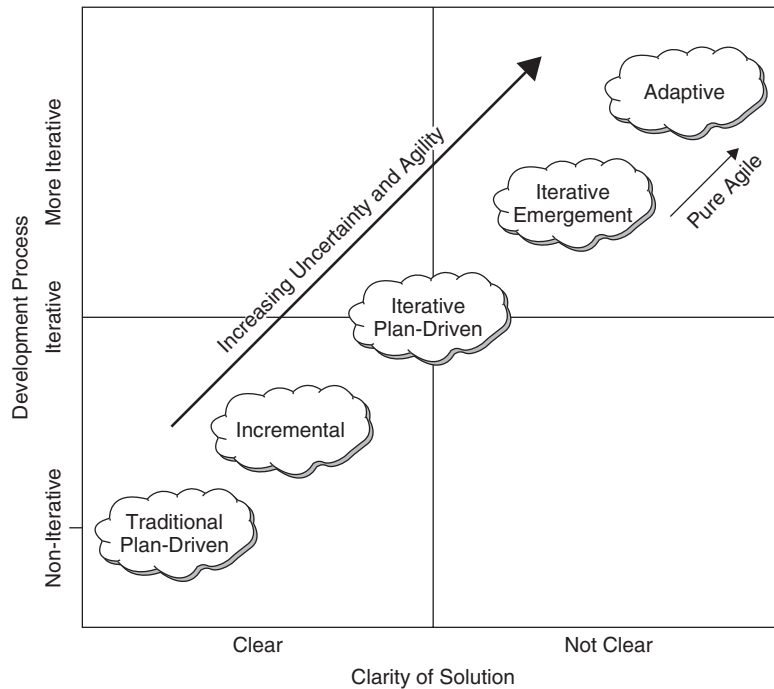 Adaptive
More Iterative
Increasing Uncertainty and Agility
Pure Agile
Iterative
Emergement
Development Process
Iterative
Iterative
Plan-Driven
Incremental
Non-Iterative
Traditional
Plan-Driven
Clear
Not Clear
Clarity of Solution